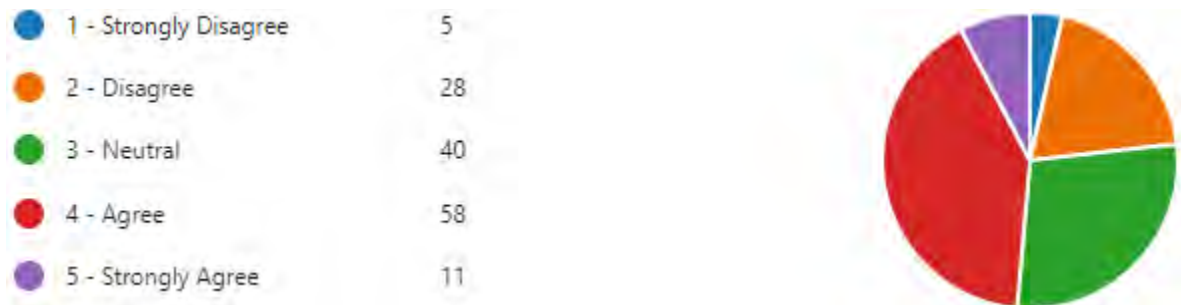 1 - Strongly Disagree 5
2 - Disagree 28
3 - Neutral 40
4 - Agree 58
5 - Strongly Agree 11